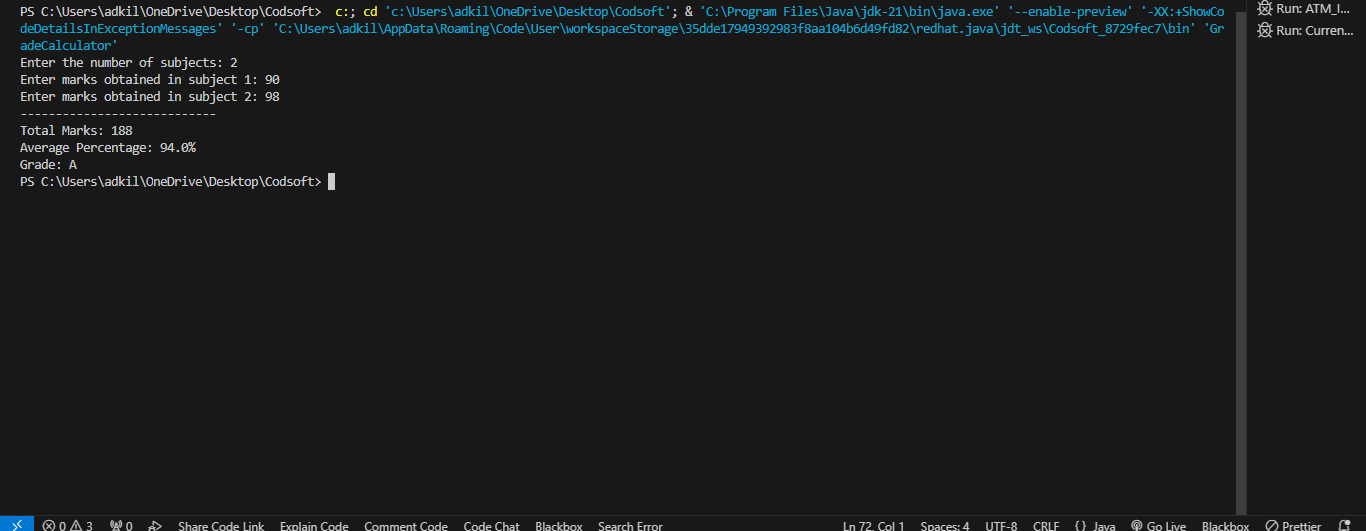 PS C:\Users\adkil\OneDrive\Desktop\Codsoft>  c:; cd 'c:\Users\adkil\OneDrive\Desktop\Codsoft'; & 'C:\Program Files\Java\jdk-21\bin\java.exe' '--enable-preview' '-XX:+ShowCo
deDetailsInExceptionMessages' '-cp' 'C:\Users\adkil\AppData\Roaming\Code\User\workspaceStorage\35dde17949392983f8aa104b6d49fd82\redhat.java\jdt_ws\Codsoft_8729fec7\bin' 'Gr
adeCalculator'
Enter the number of subjects: 2
Enter marks obtained in subject 1: 90
Enter marks obtained in subject 2: 98
----------------------------
Total Marks: 188
Average Percentage: 94.0%
Grade: A
PS C:\Users\adkil\OneDrive\Desktop\Codsoft>
Run: ATM_I...
Run: Curren...
0 3 0 Share Code Link Explain Code Comment Code Code Chat Blackbox Search Error Ln 72, Col 1 Spaces: 4 UTF-8 CRLF {} Java Go Live Blackbox Prettier